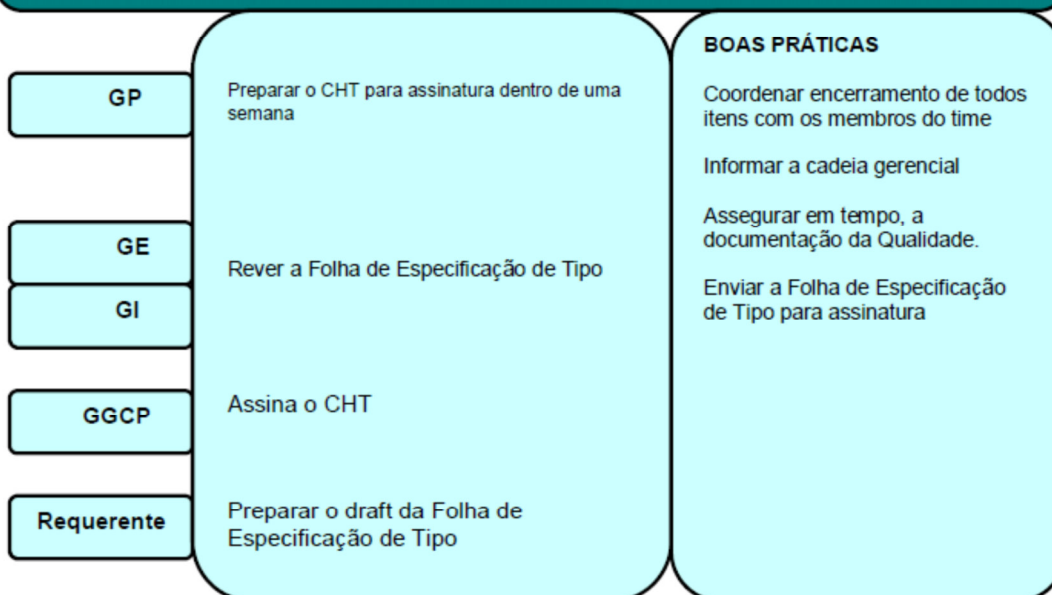 GP
Preparar o CHT para assinatura dentro de uma
semana
GE
GI
Rever a Folha de Especificação de Tipo
GGCP
Assina o CHT
Requerente
Preparar o draft da Folha de
Especificação de Tipo
BOAS PRÁTICAS
Coordenar encerramento de todos
itens com os membros do time
Informar a cadeia gerencial
Assegurar em tempo, a
documentação da Qualidade.
Enviar a Folha de Especificação
de Tipo para assinatura